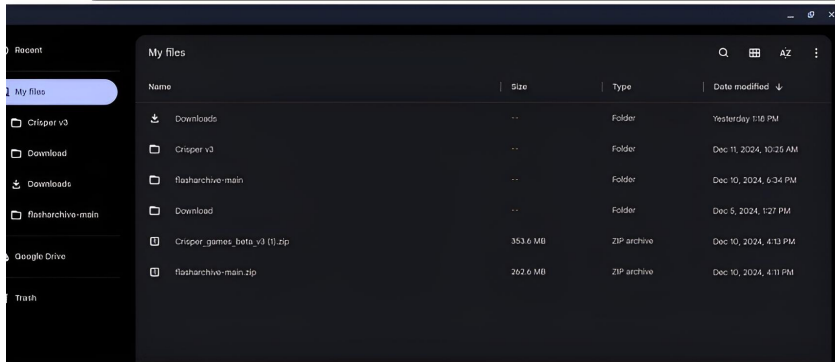 Recent
My files
Crisper v3
Download
Downloads
flasharchive-main
Google Drive
Trash
My files
AZ
Name Size Type Date modified
Downloads -- Folder Yesterday 1:18 PM
Crisper v3 -- Folder Dec 11, 2024, 10:25 AM
flasharchive-main -- Folder Dec 10, 2024, 6:34 PM
Download -- Folder Dec 5, 2024, 1:27 PM
Crisper_games_beta_v3 (1).zip 353.6 MB ZIP archive Dec 10, 2024, 4:13 PM
flasharchive-main.zip 262.6 MB ZIP archive Dec 10, 2024, 4:11 PM